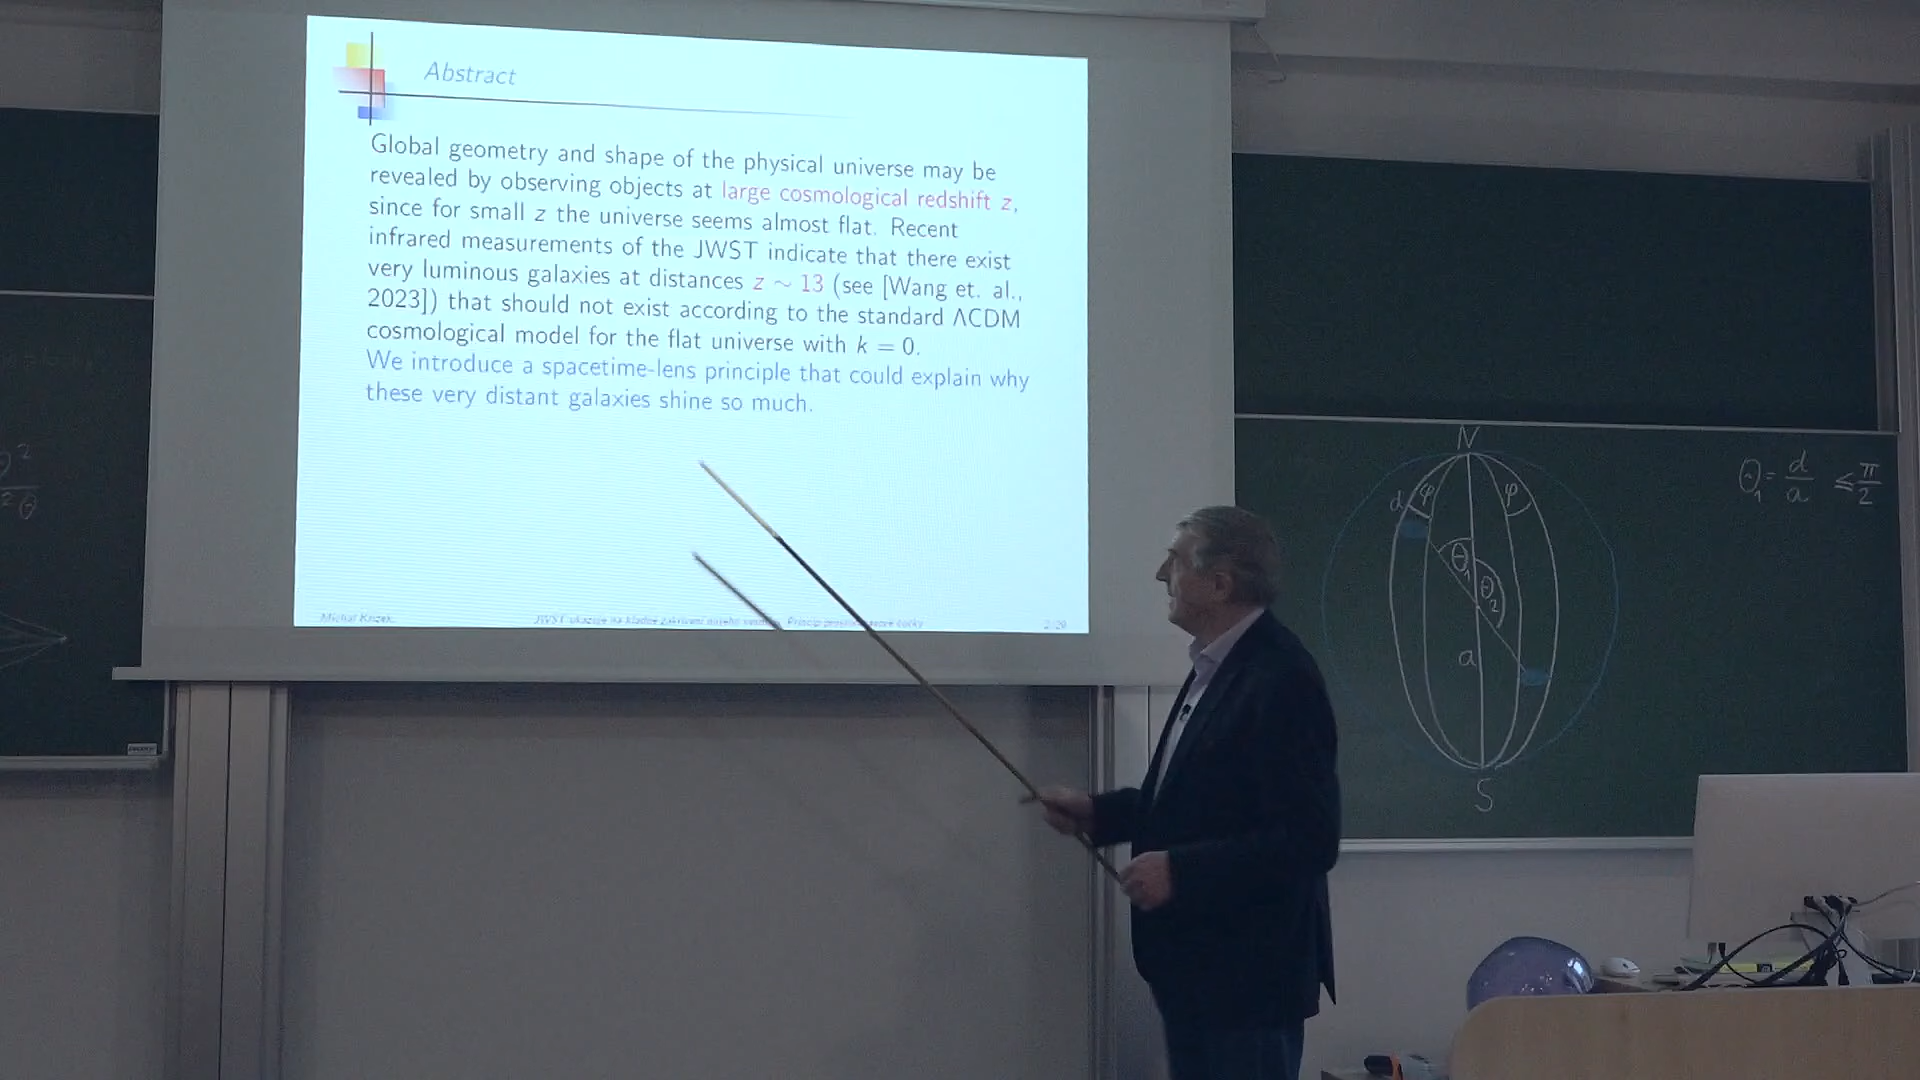 Abstract
Global geometry and shape of the physical universe may be
revealed by observing objects at large cosmological redshift z,
since for small z the universe seems almost flat. Recent
infrared measurements of the JWST indicate that there exist
very luminous galaxies at distances z ∼ 13 (see [Wang et. al.,
2023]) that should not exist according to the standard ΛCDM
cosmological model for the flat universe with k = 0.
We introduce a spacetime-lens principle that could explain why
these very distant galaxies shine so much.
2/29
N
d φ φ
θ₁
θ₂
a
S
θ₁ = d/a ≤ π/2